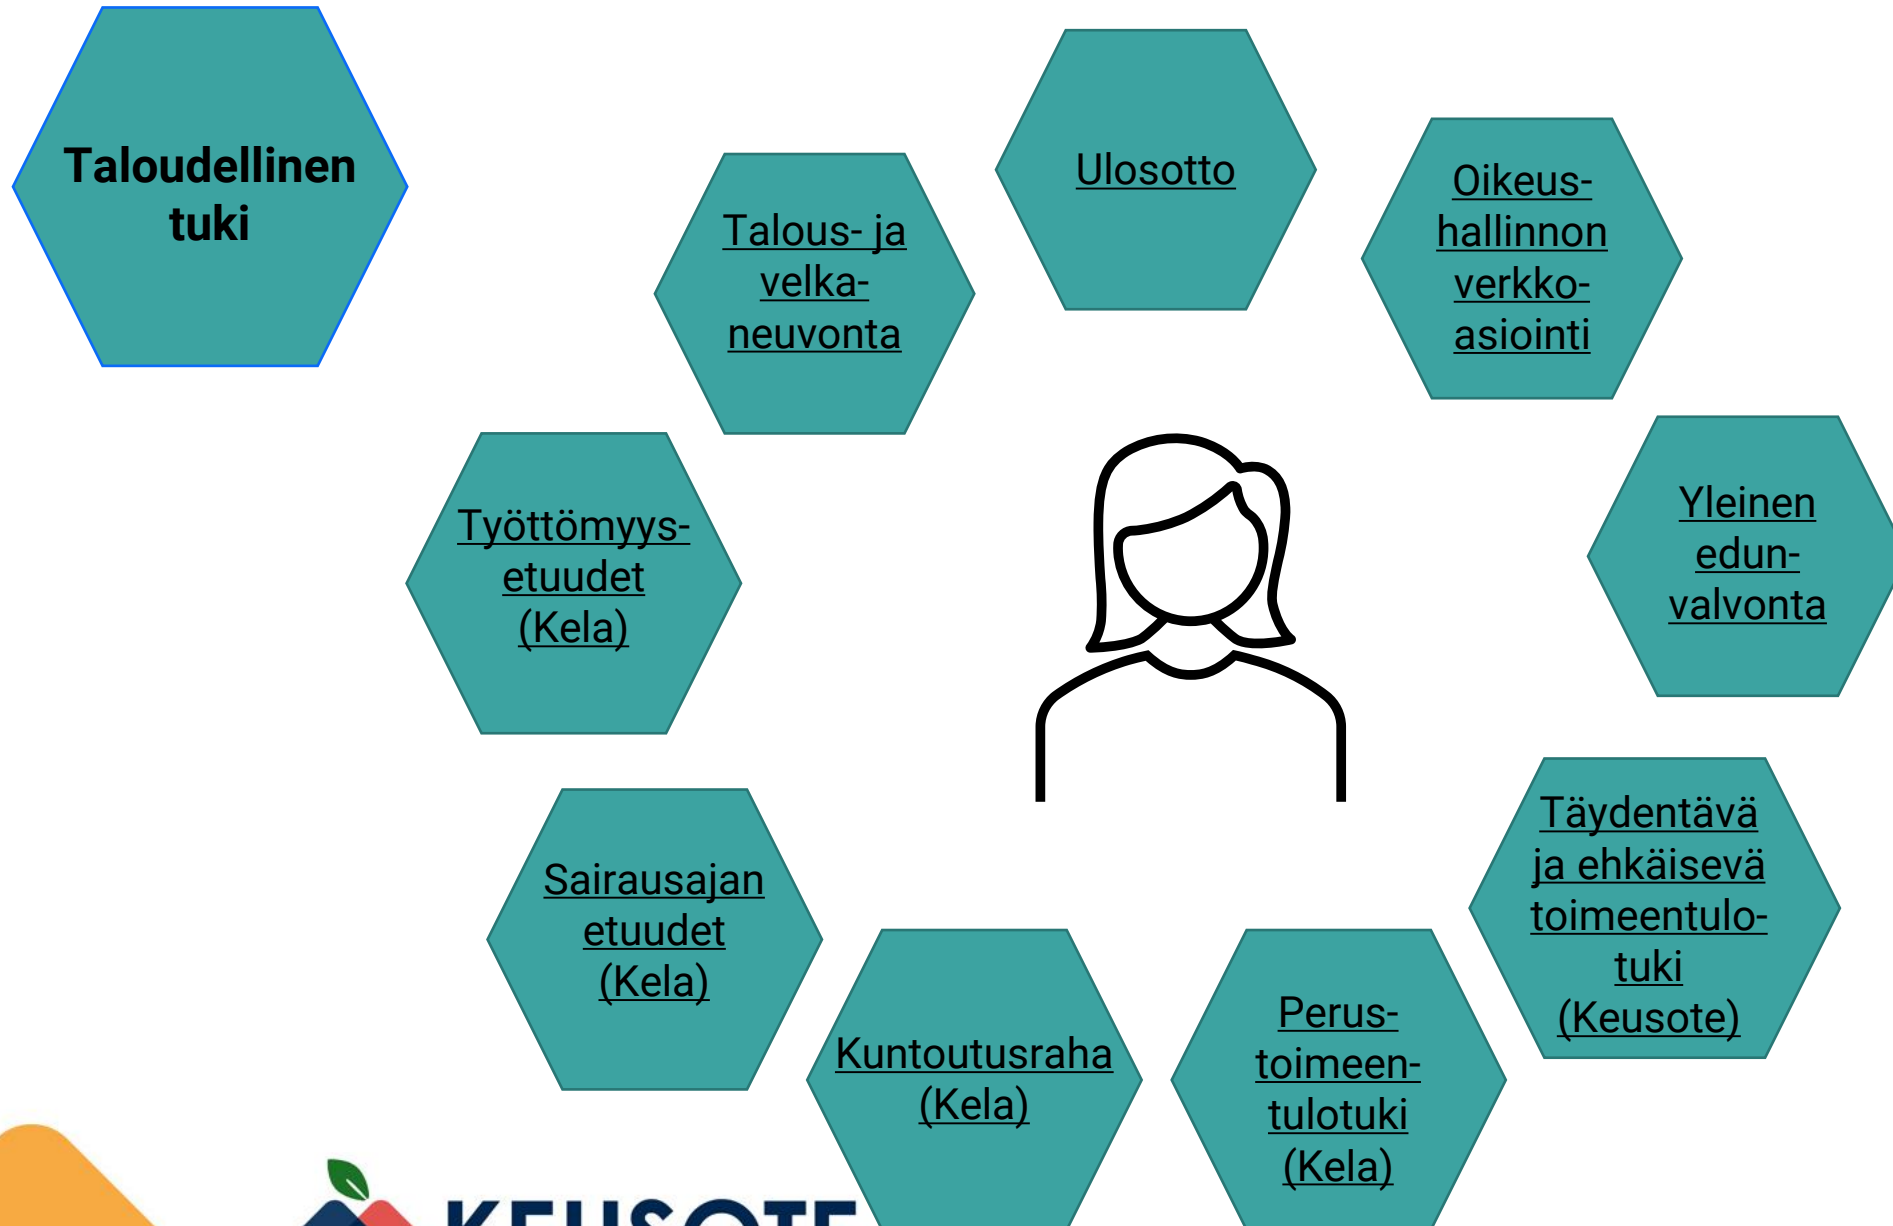 Taloudellinen
tuki
Ulosotto
Oikeus-
hallinnon
verkko-
asiointi
Talous- ja
velka-
neuvonta
Yleinen
edun-
valvonta
Työttömyys-
etuudet
(Kela)
Täydentävä
ja ehkäisevä
toimeentulo-
tuki
(Keusote)
Sairausajan
etuudet
(Kela)
Kuntoutusraha
(Kela)
Perus-
toimeen-
tulotuki
(Kela)
KEUSOTE